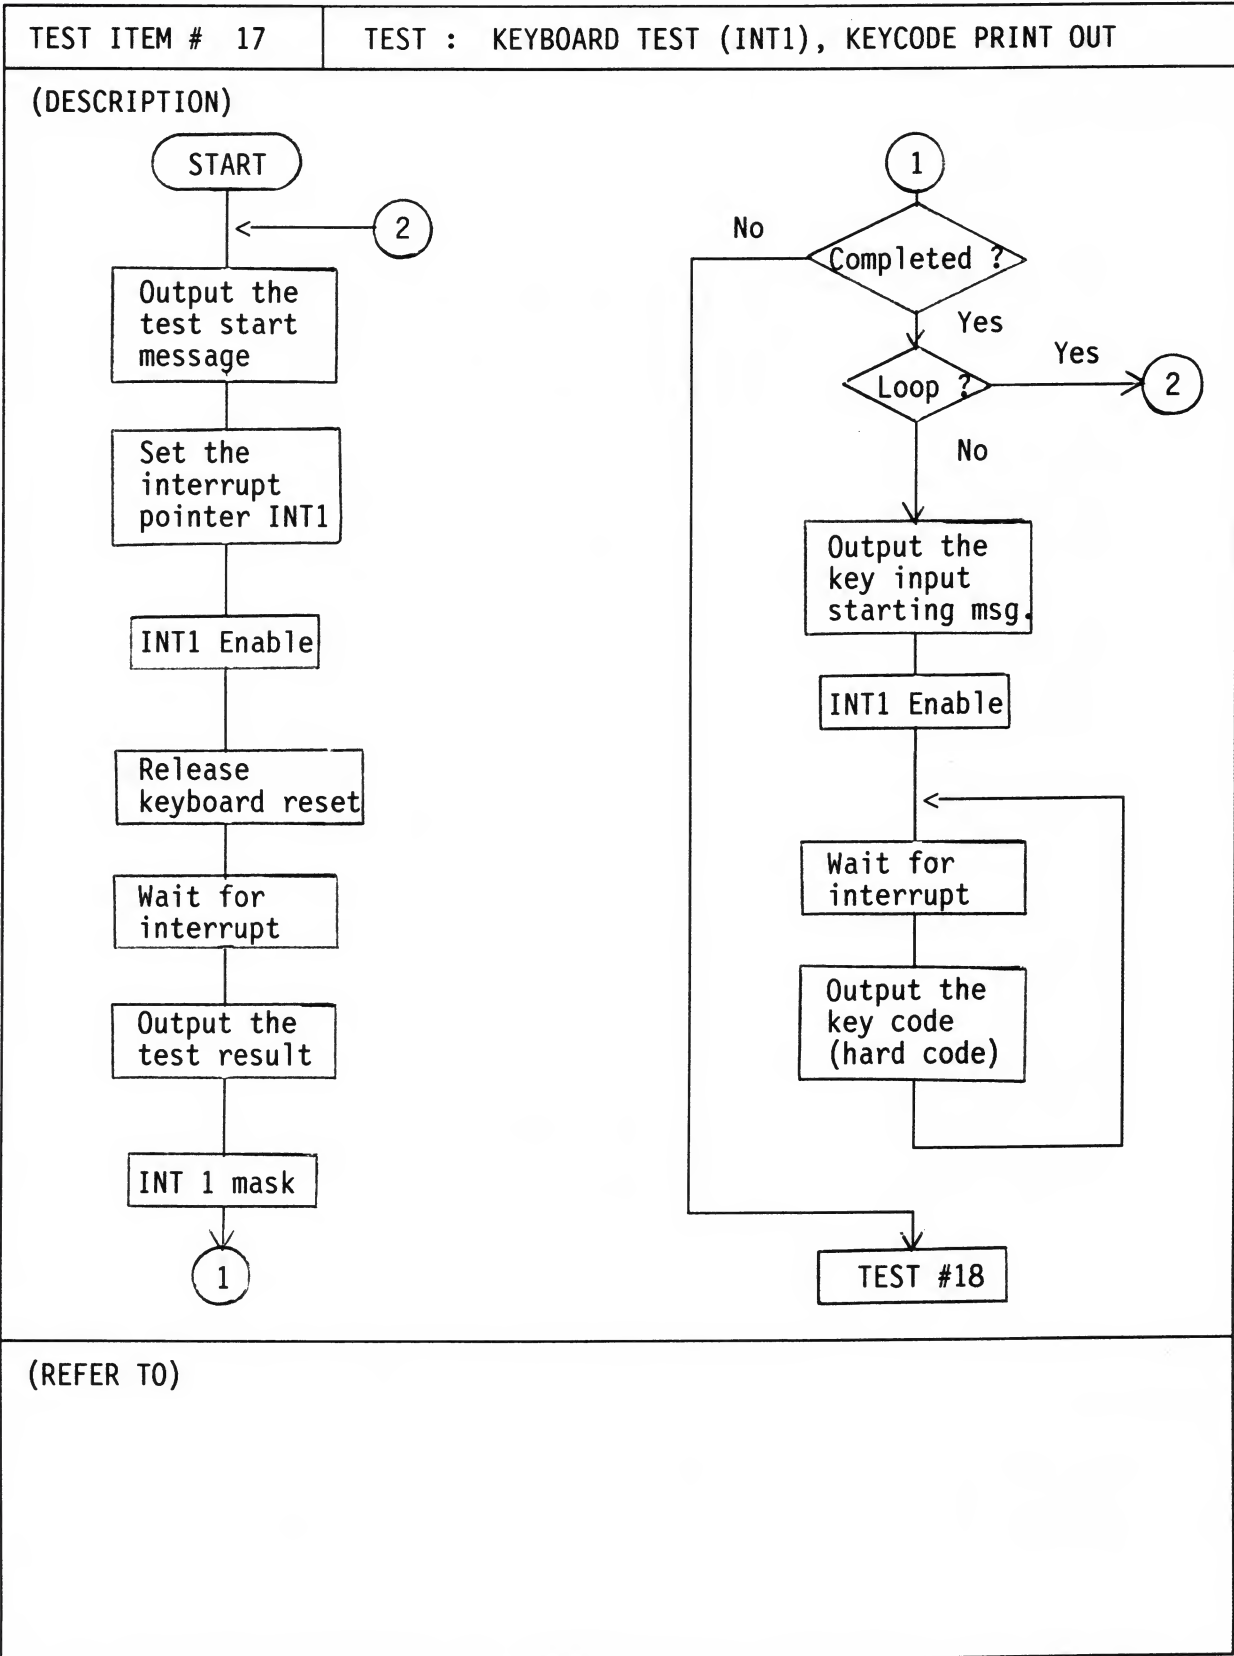 TEST ITEM # 17
TEST : KEYBOARD TEST (INT1), KEYCODE PRINT OUT
(DESCRIPTION)
START
2
Output the
test start
message
Set the
interrupt
pointer INT1
INT1 Enable
Release
keyboard reset
Wait for
interrupt
Output the
test result
INT 1 mask
1
1
No
Completed ?
Yes
Loop ?
Yes
2
No
Output the
key input
starting msg.
INT1 Enable
Wait for
interrupt
Output the
key code
(hard code)
TEST #18
(REFER TO)